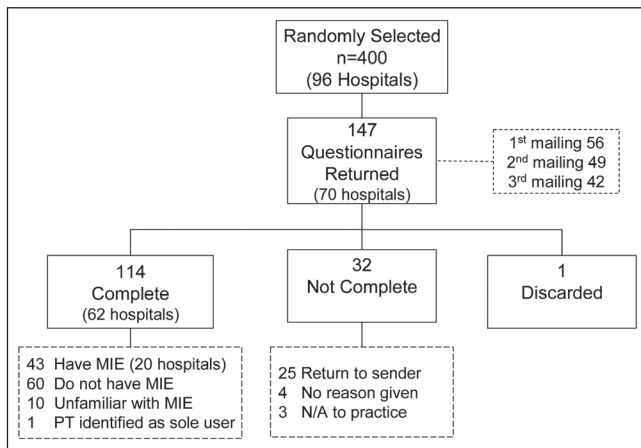 Randomly Selected
n=400
(96 Hospitals)
147
Questionnaires
Returned
(70 hospitals)
1st mailing 56
2nd mailing 49
3rd mailing 42
114
Complete
(62 hospitals)
32
Not Complete
1
Discarded
43 Have MIE (20 hospitals)
60 Do not have MIE
10 Unfamiliar with MIE
1 PT identified as sole user
25 Return to sender
4 No reason given
3 N/A to practice